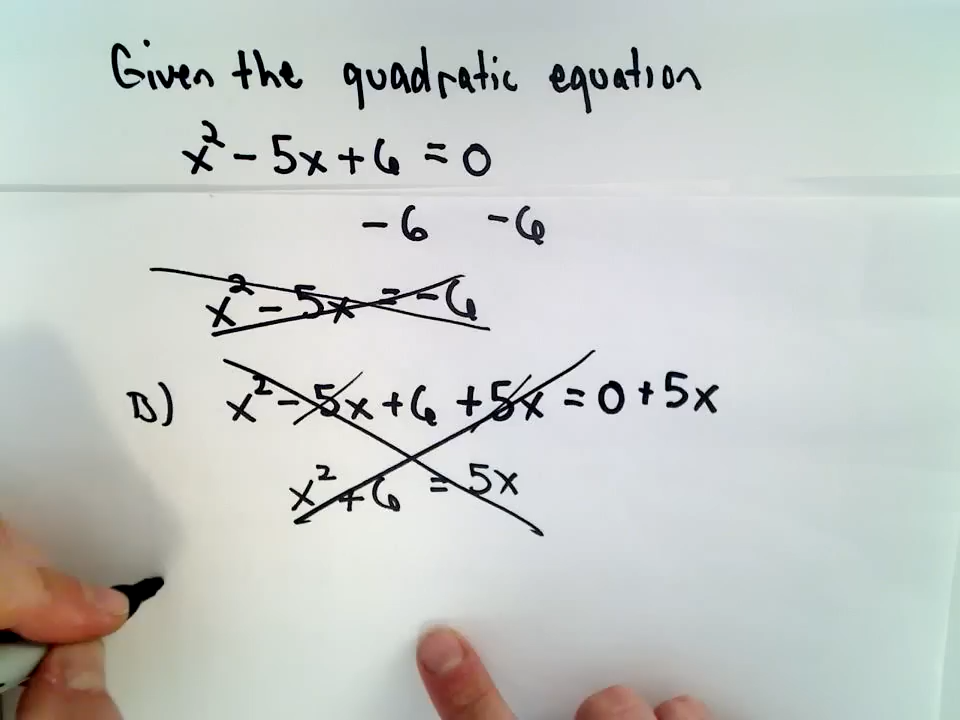 Given the quadratic equation
x² - 5x + 6 = 0
- 6 - 6
x² - 5x = - 6
B) x² - 5x + 6 + 5x = 0 + 5x
x² + 6 = 5x